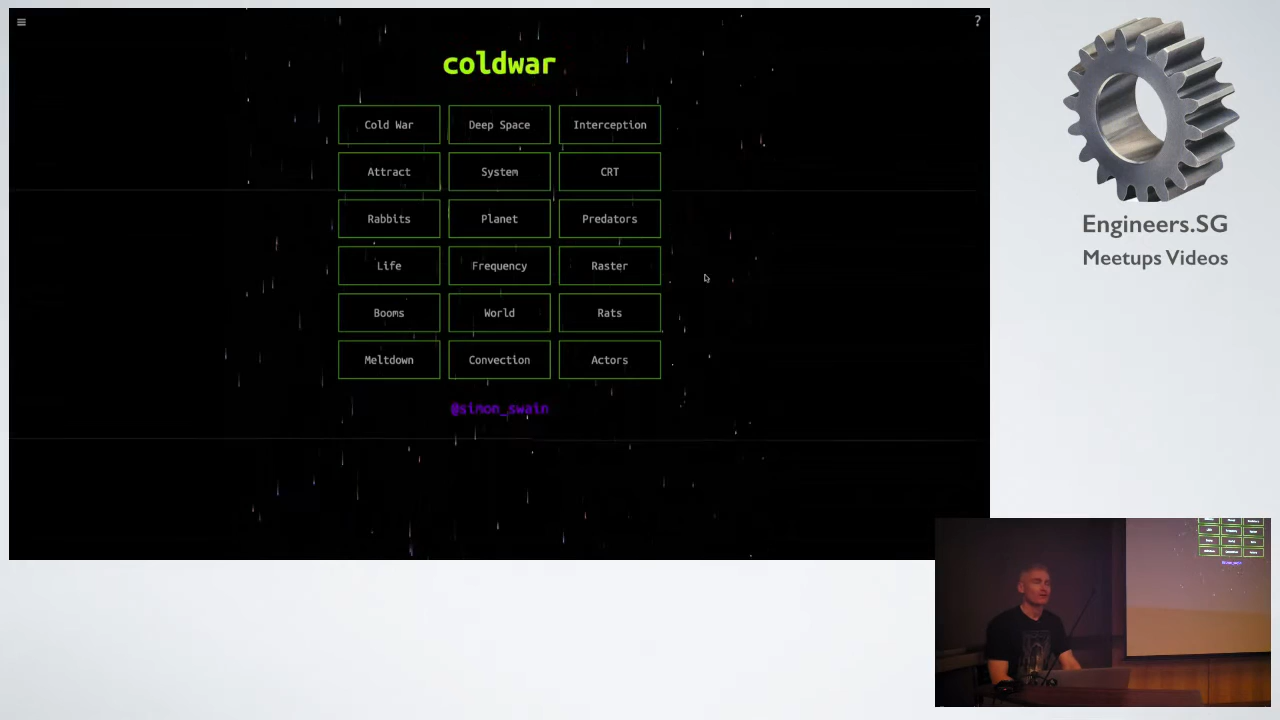 ≡
?
coldwar
Cold War Deep Space Interception
Attract System CRT
Rabbits Planet Predators
Life Frequency Raster
Booms World Rats
Meltdown Convection Actors
@simon_swain
Engineers.SG
Meetups Videos